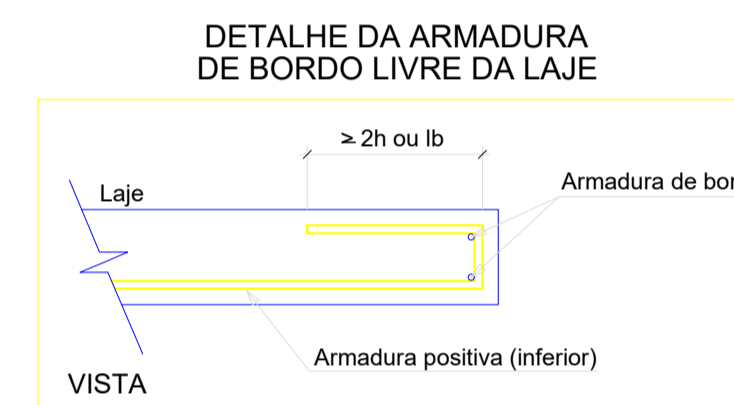 DETALHE DA ARMADURA
DE BORDO LIVRE DA LAJE
≥ 2h ou lb
Armadura de bor
Laje
Armadura positiva (inferior)
VISTA